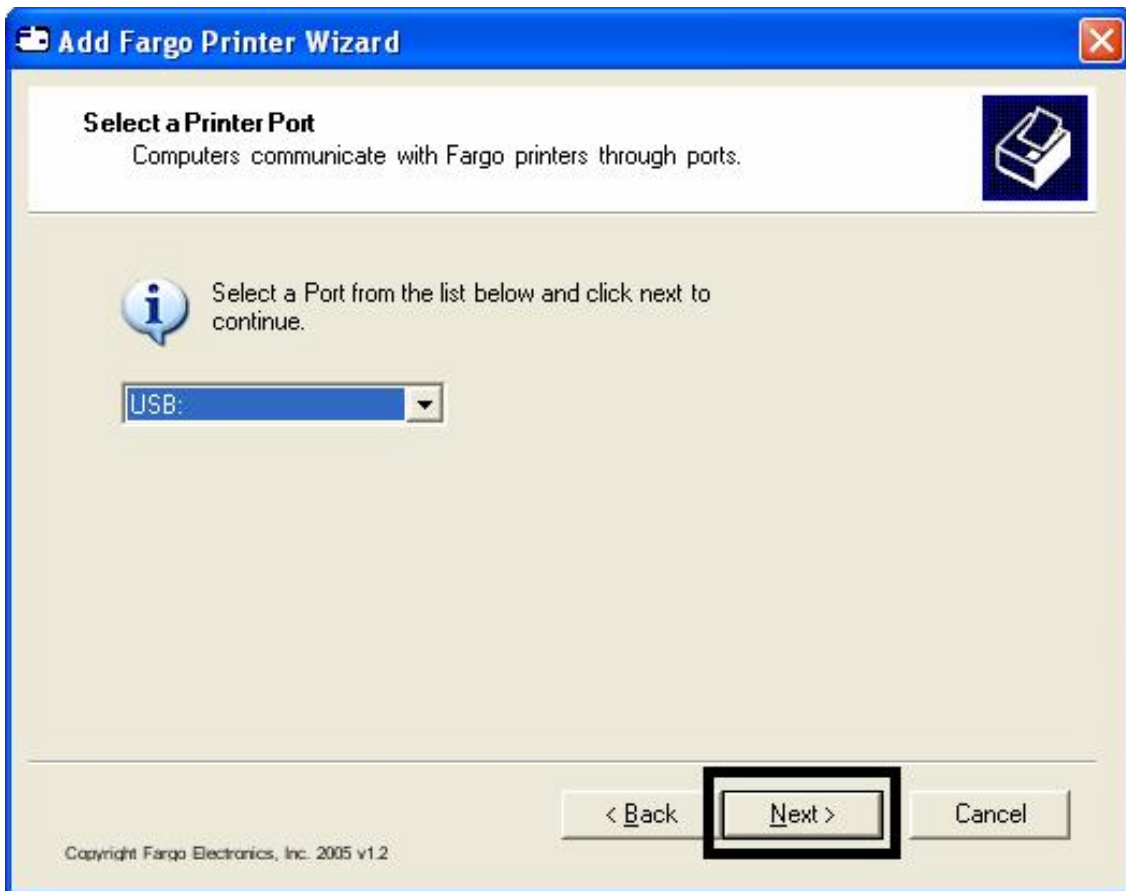 Add Fargo Printer Wizard
Select a Printer Port
Computers communicate with Fargo printers through ports.
Select a Port from the list below and click next to
continue.
USB:
< Back
Next >
Cancel
Copyright Fargo Electronics, Inc. 2005 v1.2